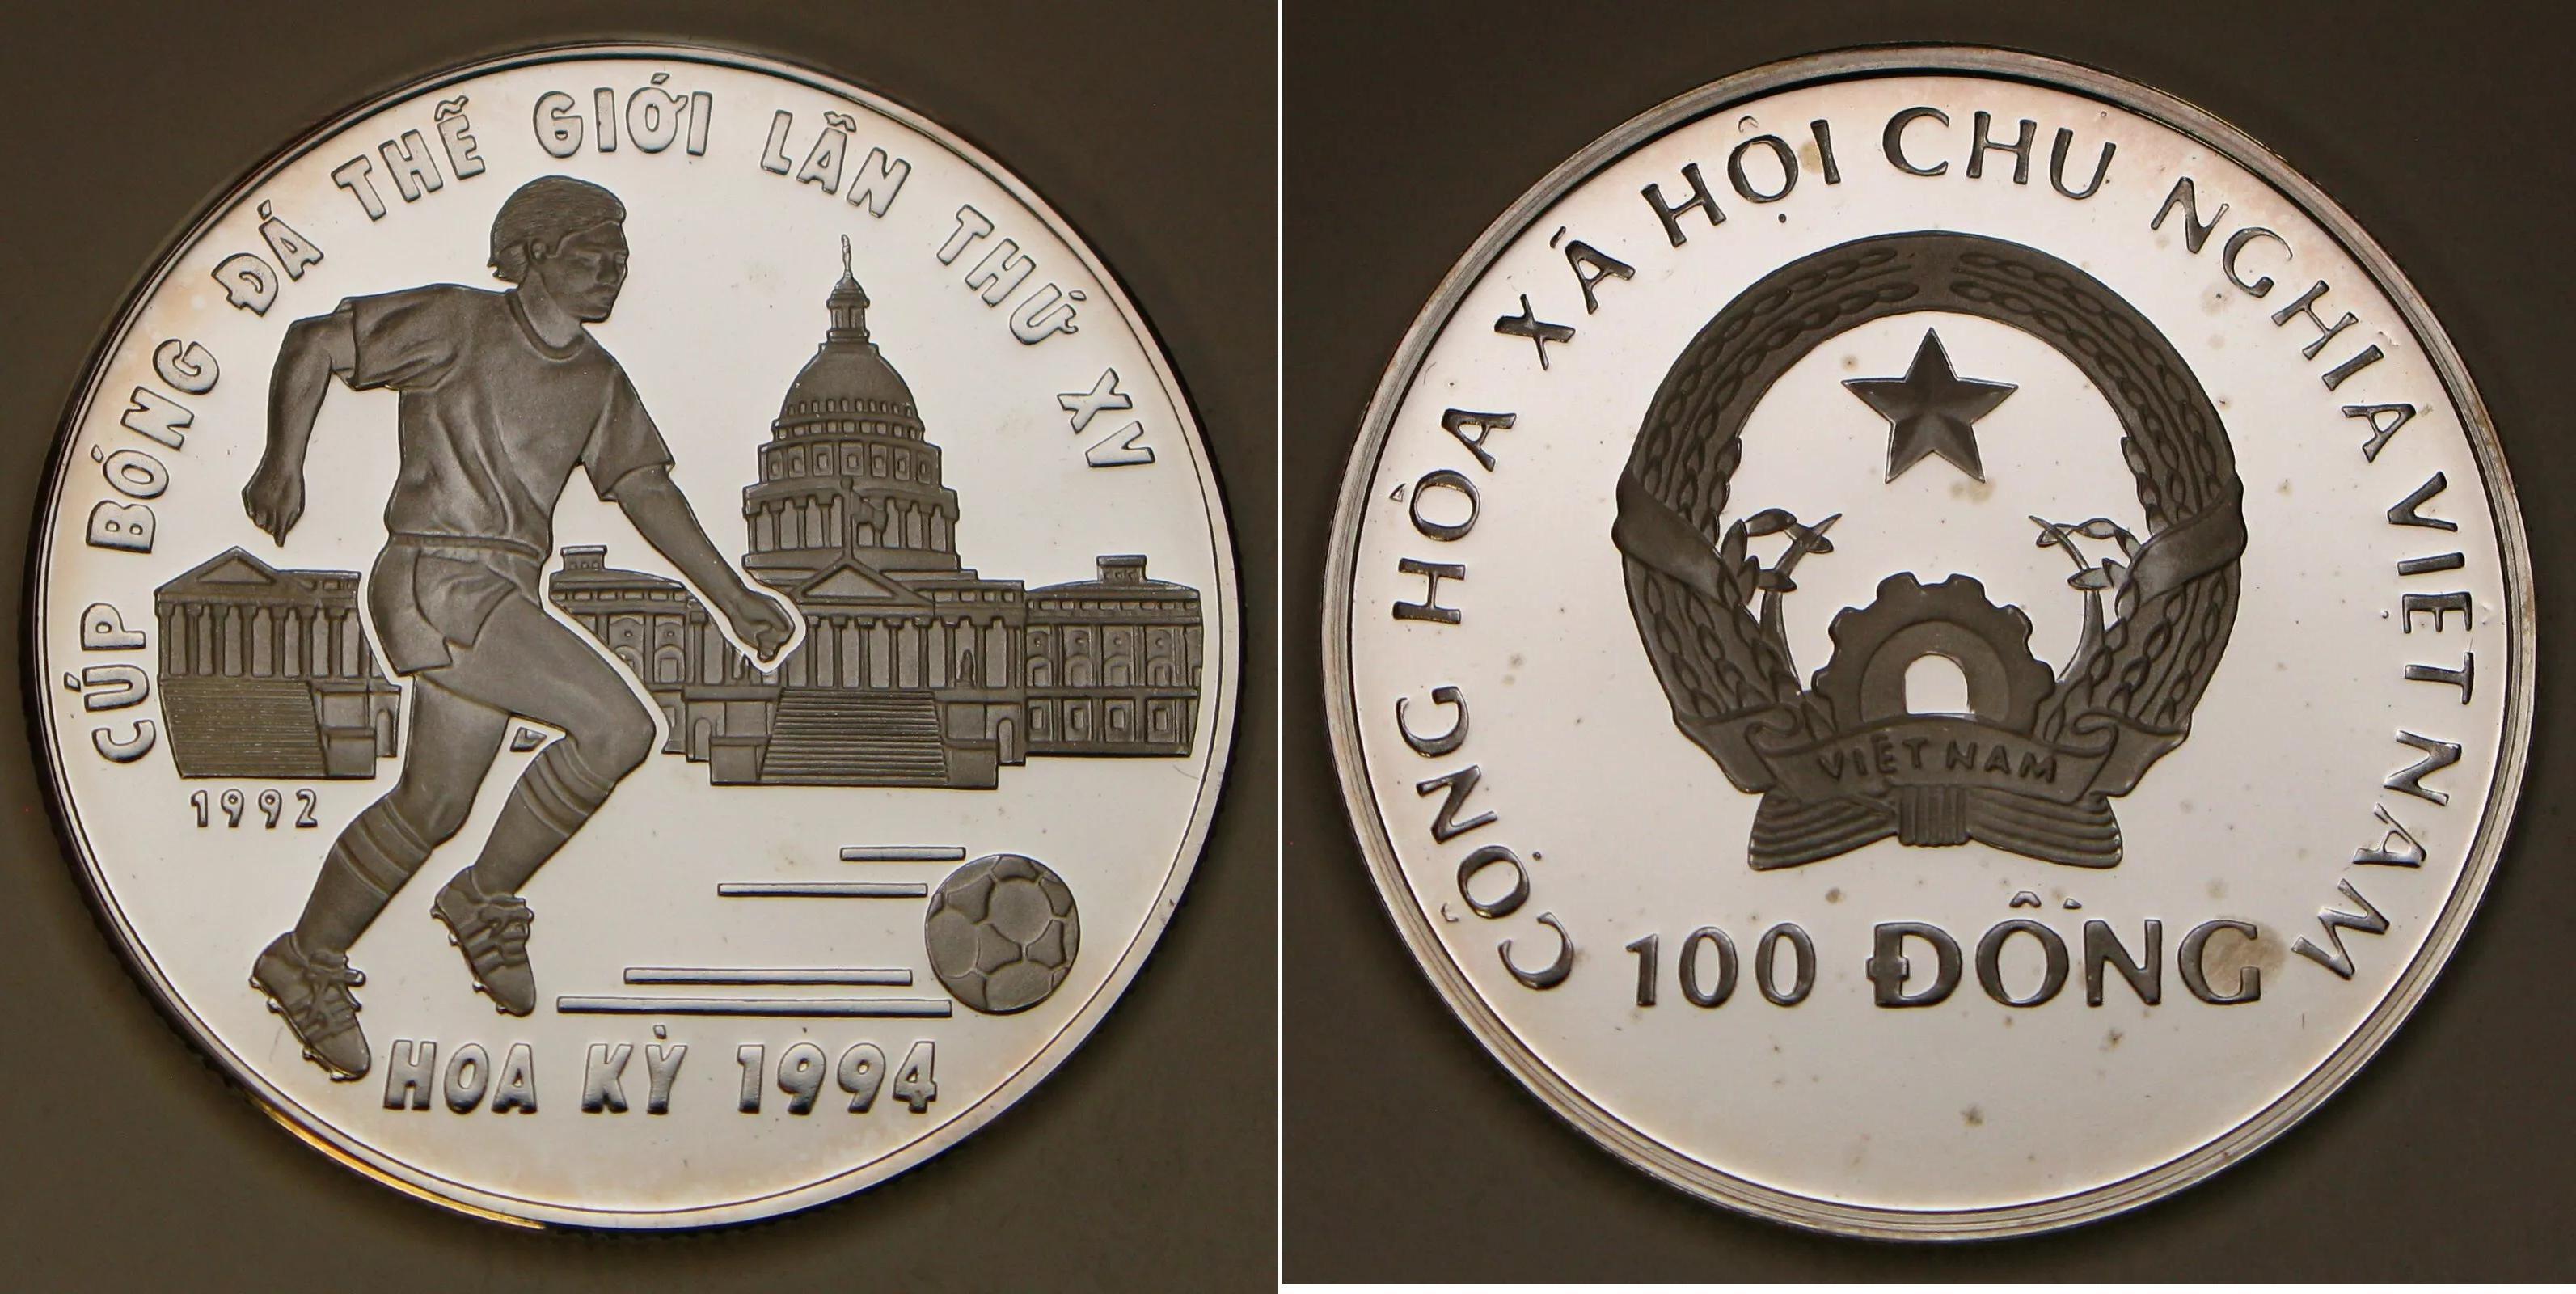 CÚP BÓNG ĐÁ THẾ GIỚI LẦN THỨ XV
1992
HOA KỲ 1994
CỘNG HÒA XÃ HỘI CHU NGHĨA VIỆT NAM
VIỆT NAM
100 ĐỒNG